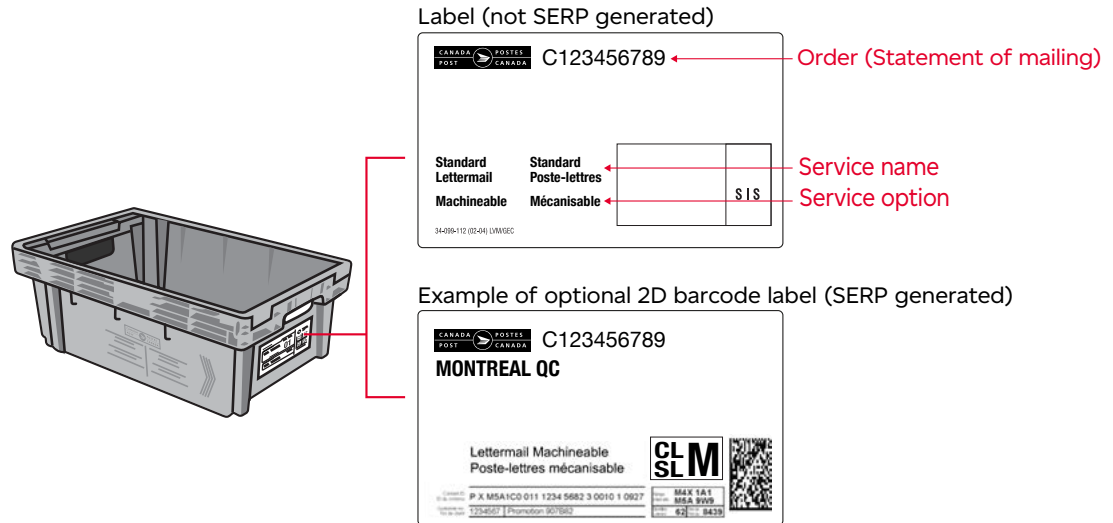 Label (not SERP generated)
CANADA POSTES
POST CANADA
C123456789
Order (Statement of mailing)
Standard Lettermail
Standard Poste-lettres
Service name
Machineable
Mécanisable
SIS
Service option
34-099-112 (02-04) LVM/GEC
Example of optional 2D barcode label (SERP generated)
CANADA POSTES
POST CANADA
C123456789
MONTREAL QC
Lettermail Machineable
Poste-lettres mécanisable
CL
SL
M
P X M5A1C0 011 1234 5682 3 0010 1 0927
M4X 1A1
M5A 9W9
1234567 Promotion 907B62
62
8439